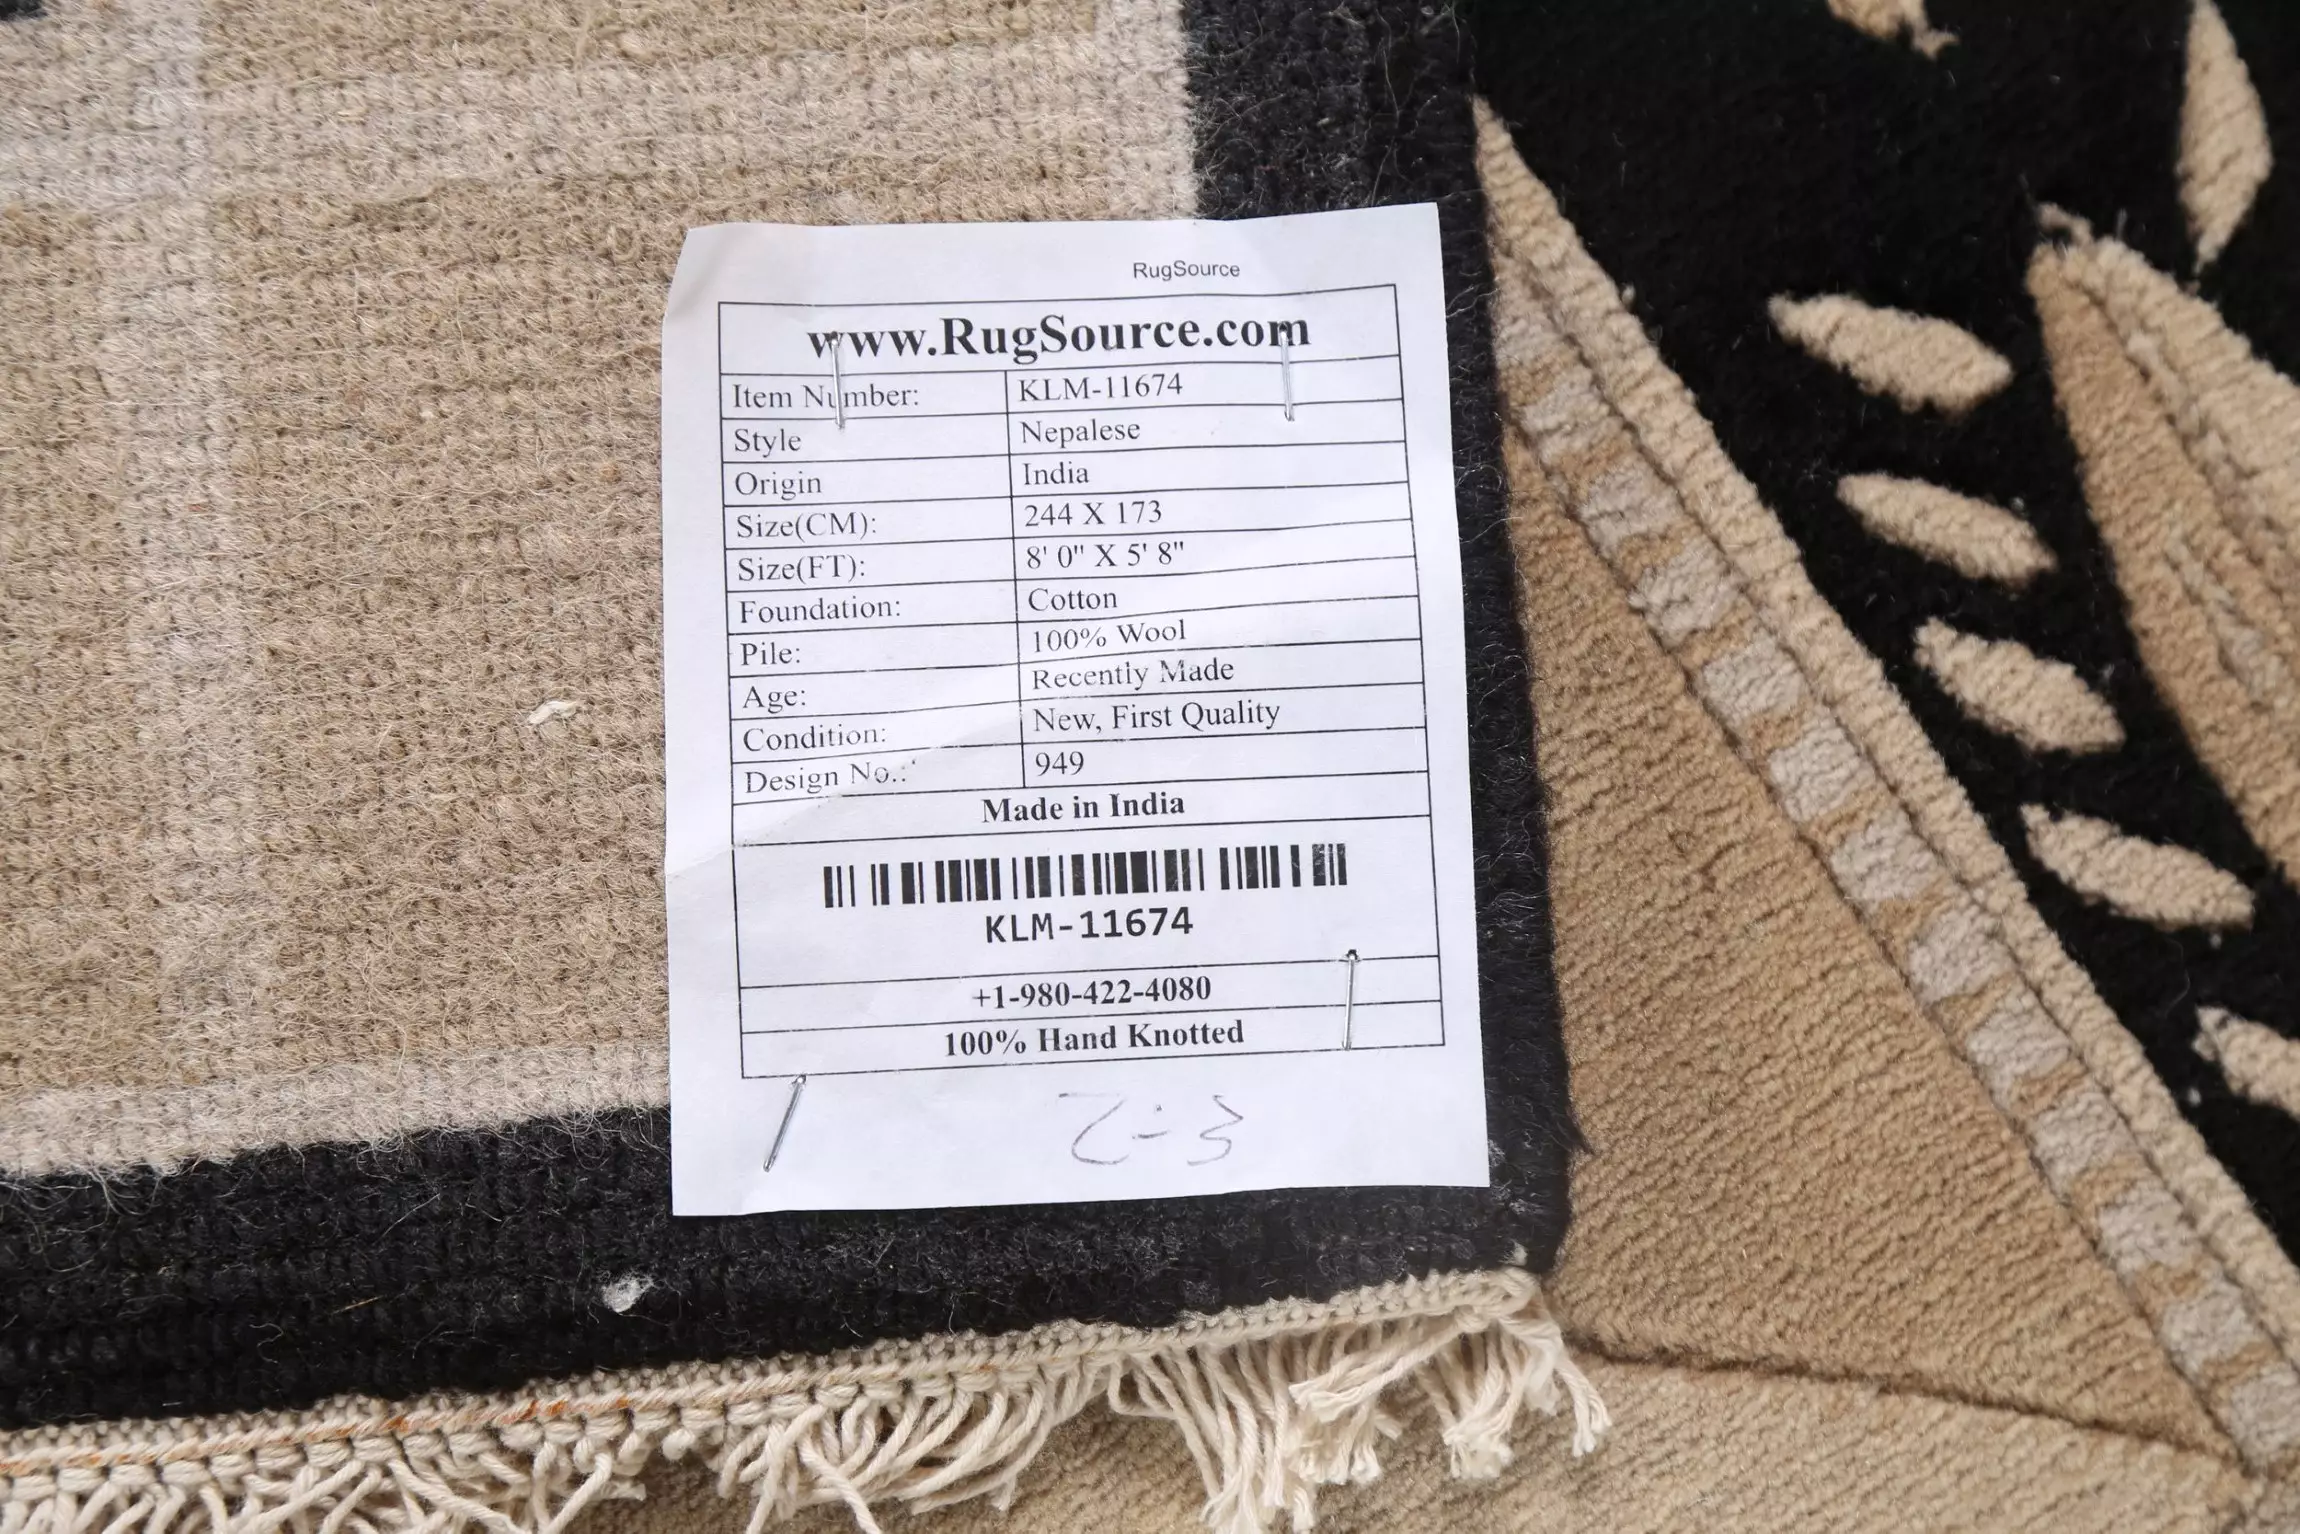 RugSource
www.RugSource.com
Item Number: KLM-11674
Style Nepalese
Origin India
Size(CM): 244 X 173
Size(FT): 8' 0" X 5' 8"
Foundation: Cotton
Pile: 100% Wool
Age: Recently Made
Condition: New, First Quality
Design No.: 949
Made in India
KLM-11674
+1-980-422-4080
100% Hand Knotted